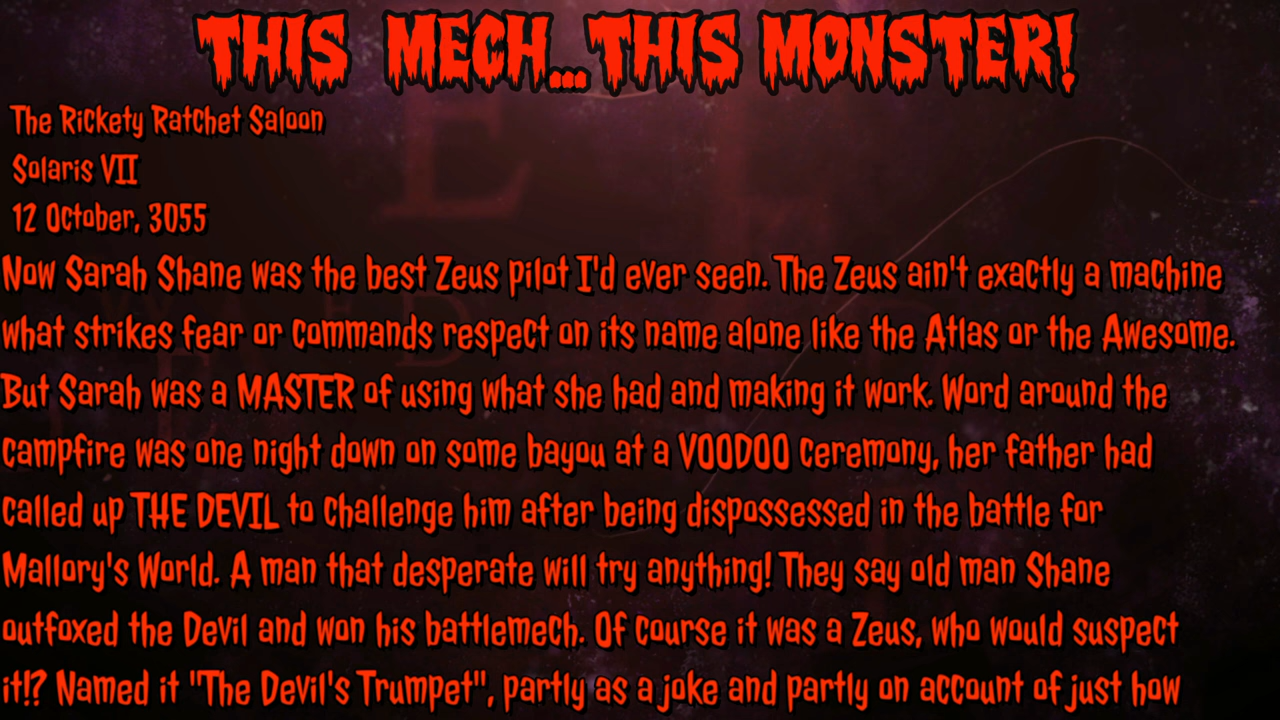 THIS MECH...THIS MONSTER!
The Rickety Ratchet Saloon
Solaris VII
12 October, 3055
Now Sarah Shane was the best Zeus pilot I'd ever seen. The Zeus ain't exactly a machine
what strikes fear or commands respect on its name alone like the Atlas or the Awesome.
But Sarah was a MASTER of using what she had and making it work. Word around the
campfire was one night down on some bayou at a VOODOO ceremony, her father had
called up THE DEVIL to challenge him after being dispossessed in the battle for
Mallory's World. A man that desperate will try anything! They say old man Shane
outfoxed the Devil and won his battlemech. Of course it was a Zeus, who would suspect
it!? Named it "The Devil's Trumpet", partly as a joke and partly on account of just how